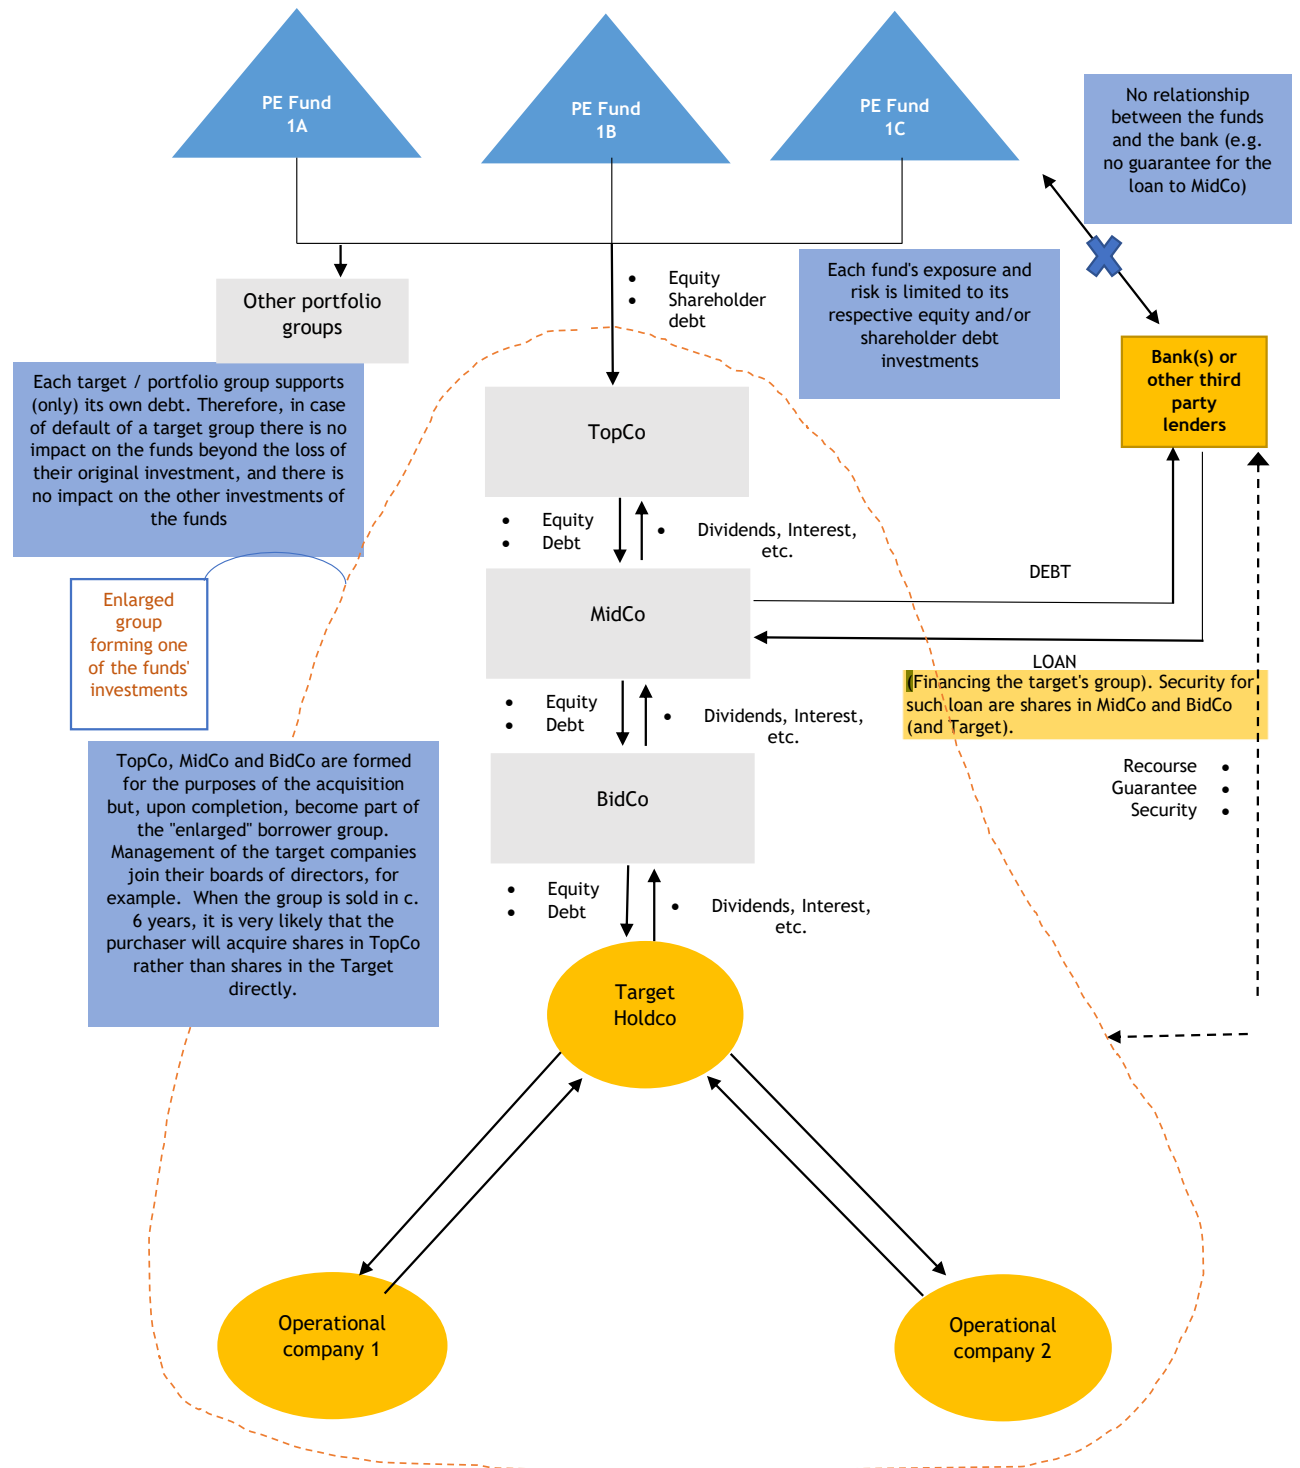 PE Fund
1A
PE Fund
1B
PE Fund
1C
No relationship
between the funds
and the bank (e.g.
no guarantee for the
loan to MidCo)
Other portfolio
groups
• Equity
• Shareholder
debt
Each fund's exposure and
risk is limited to its
respective equity and/or
shareholder debt
investments
Bank(s) or
other third
party
lenders
Each target / portfolio group supports
(only) its own debt. Therefore, in case
of default of a target group there is no
impact on the funds beyond the loss of
their original investment, and there is
no impact on the other investments of
the funds
TopCo
• Equity
• Debt
• Dividends, Interest,
etc.
DEBT
Enlarged
group
forming one
of the funds'
investments
MidCo
LOAN
(Financing the target's group). Security for
such loan are shares in MidCo and BidCo
(and Target).
• Equity
• Debt
• Dividends, Interest,
etc.
Recourse •
Guarantee •
Security •
TopCo, MidCo and BidCo are formed
for the purposes of the acquisition
but, upon completion, become part of
the "enlarged" borrower group.
Management of the target companies
join their boards of directors, for
example. When the group is sold in c.
6 years, it is very likely that the
purchaser will acquire shares in TopCo
rather than shares in the Target
directly.
BidCo
• Equity
• Debt
• Dividends, Interest,
etc.
Target
Holdco
Operational
company 1
Operational
company 2